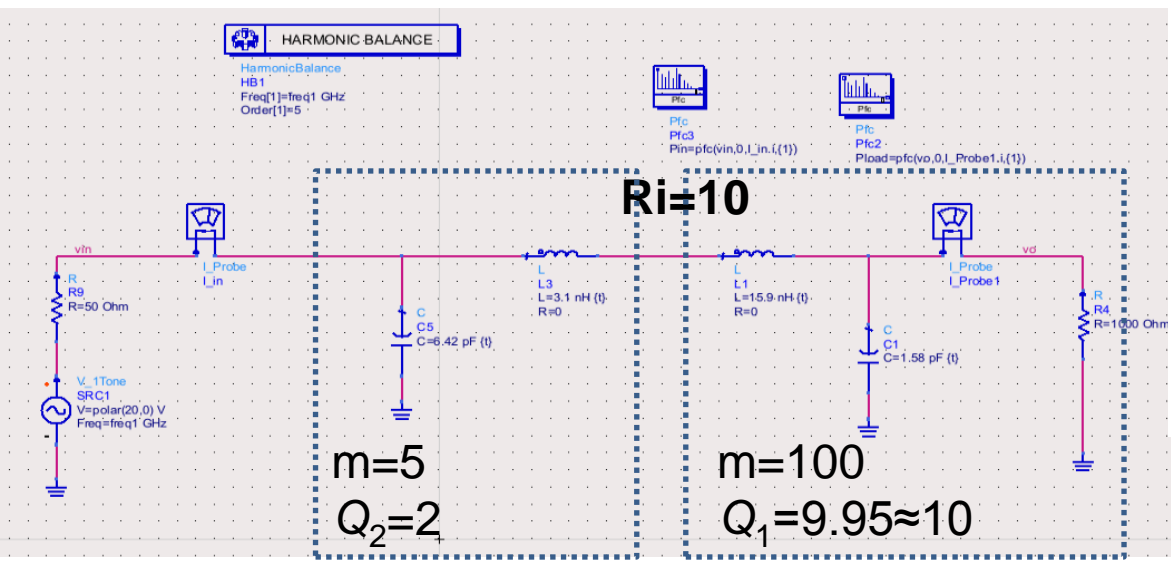 HARMONIC BALANCE
HarmonicBalance
HB1
Freq[1]=freq1 GHz
Order[1]=5
Pfc
Pfc
Pfc3
Pin=pfc(vin,0,I_in.i,{1})
Pfc
Pfc
Pfc2
Pload=pfc(vo,0,I_Probe1.i,{1})
Ri=10
vin
I_Probe
I_in
R
R9
R=50 Ohm
V_1Tone
SRC1
V=polar(20,0) V
Freq=freq1 GHz
C
C5
C=6.42 pF {t}
L
L3
L=3.1 nH {t}
R=0
L
L1
L=15.9 nH {t}
R=0
C
C1
C=1.58 pF {t}
I_Probe
I_Probe1
vo
R
R4
R=1000 Ohm
m=5
Q2=2
m=100
Q1=9.95≈10